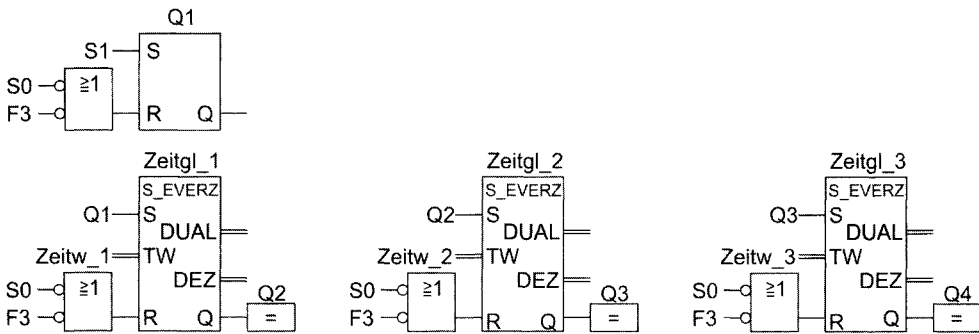 Q1
S1 S
S0 ≧1
F3 R Q
Zeitgl_1 Zeitgl_2 Zeitgl_3
S_EVERZ S_EVERZ S_EVERZ
Q1 S Q2 S Q3 S
DUAL DUAL DUAL
Zeitw_1 TW Zeitw_2 TW Zeitw_3 TW
DEZ DEZ DEZ
S0 ≧1 Q2 S0 ≧1 Q3 S0 ≧1 Q4
F3 R Q = F3 R Q = F3 R Q =